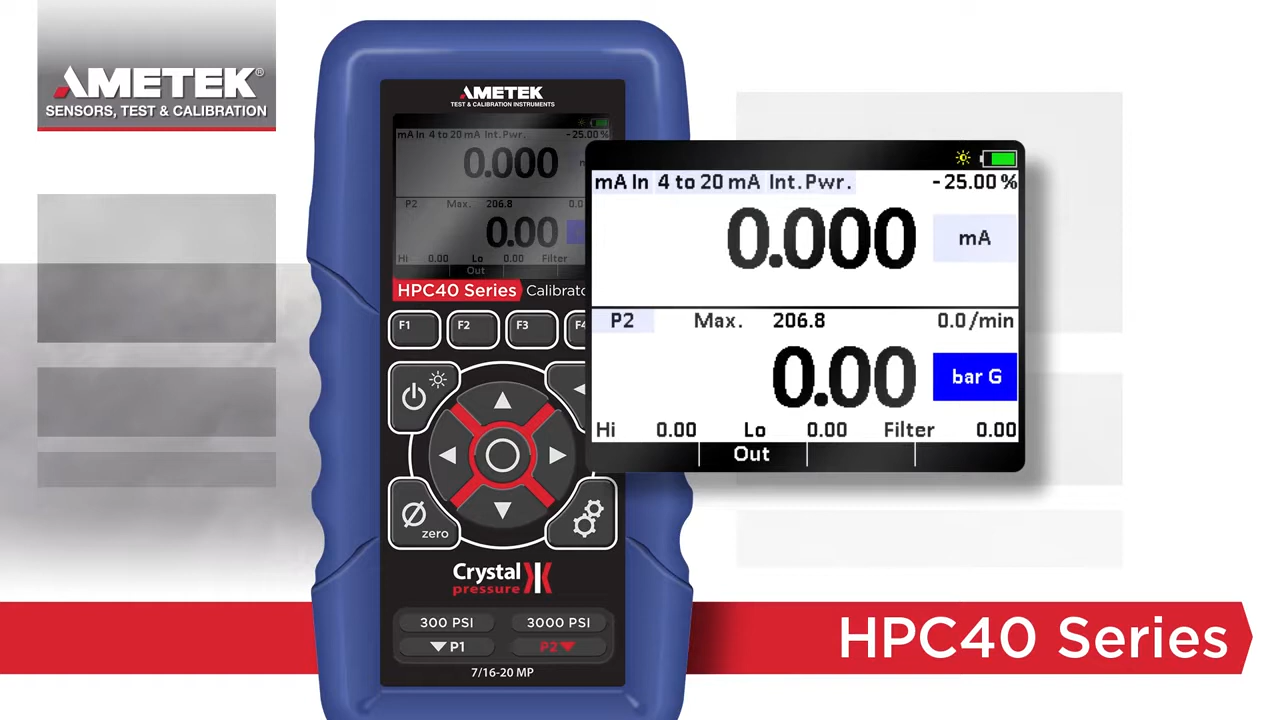 AMETEK®
SENSORS, TEST & CALIBRATION
AMETEK
TEST & CALIBRATION INSTRUMENTS
mA In 4 to 20 mA Int.Pwr. -25.00 %
0.000
P2 Max. 206.8 0.0
0.00
Hi 0.00 Lo 0.00 Filter
Out
HPC40 Series Calibrato
F1 F2 F3 F4
zero
Crystal
pressure
300 PSI 3000 PSI
P1 P2
7/16-20 MP
mA In 4 to 20 mA Int.Pwr. -25.00 %
0.000 mA
P2 Max. 206.8 0.0/min
0.00 bar G
Hi 0.00 Lo 0.00 Filter 0.00
Out
HPC40 Series